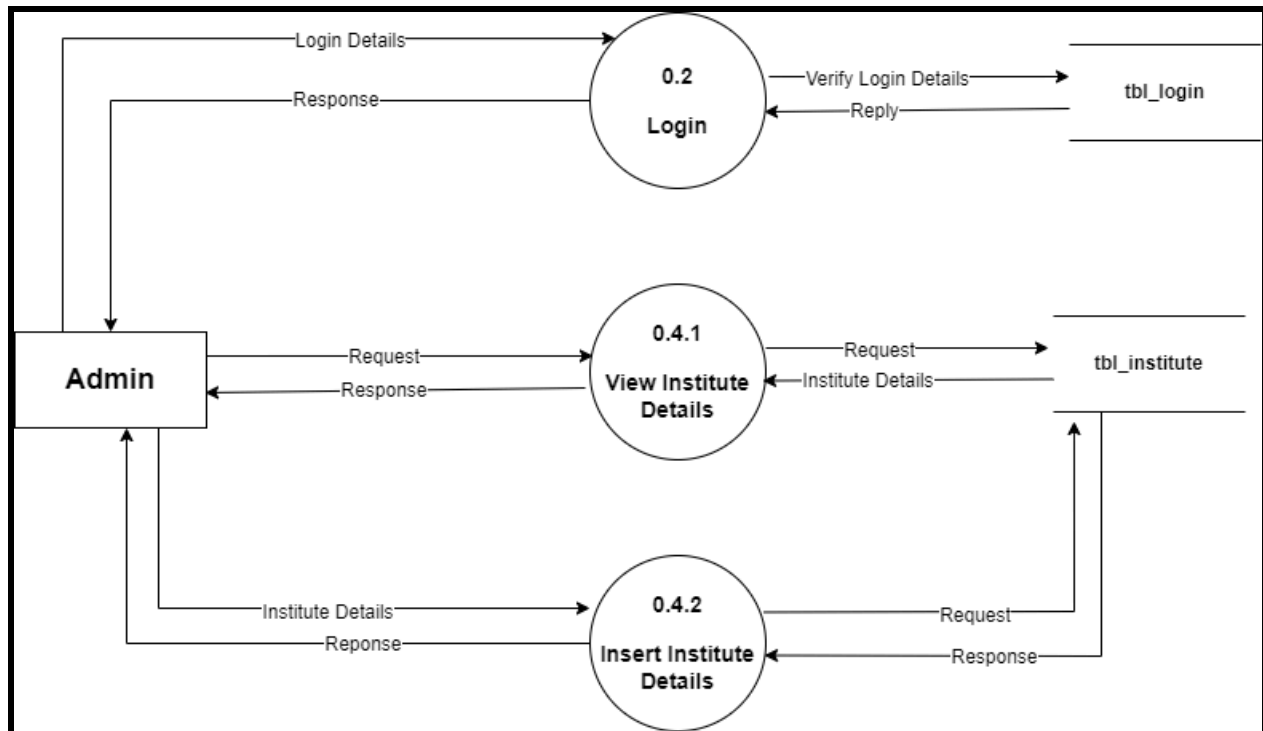 Login Details
0.2
Login
Verify Login Details
tbl_login
Response
Reply
0.4.1
View Institute
Details
Admin
Request
Response
Request
Institute Details
tbl_institute
0.4.2
Insert Institute
Details
Institute Details
Reponse
Request
Response